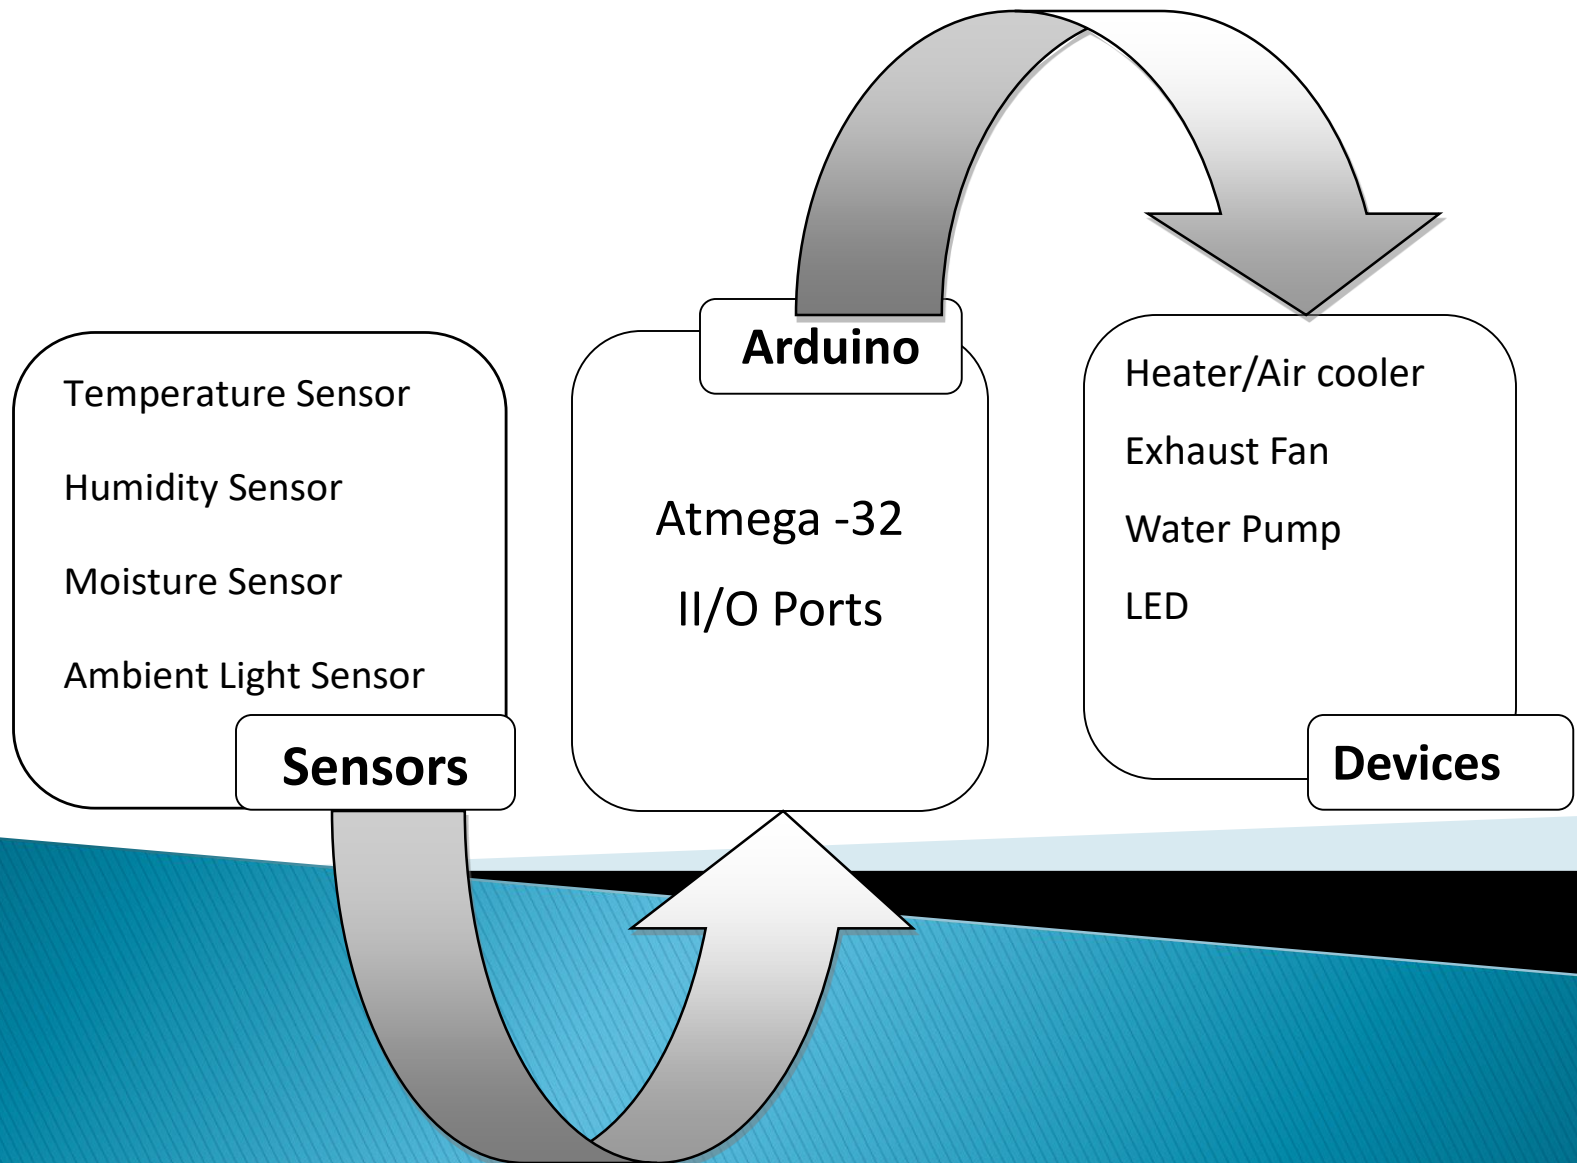 Temperature Sensor
Humidity Sensor
Moisture Sensor
Ambient Light Sensor
Sensors
Arduino
Atmega -32
II/O Ports
Heater/Air cooler
Exhaust Fan
Water Pump
LED
Devices